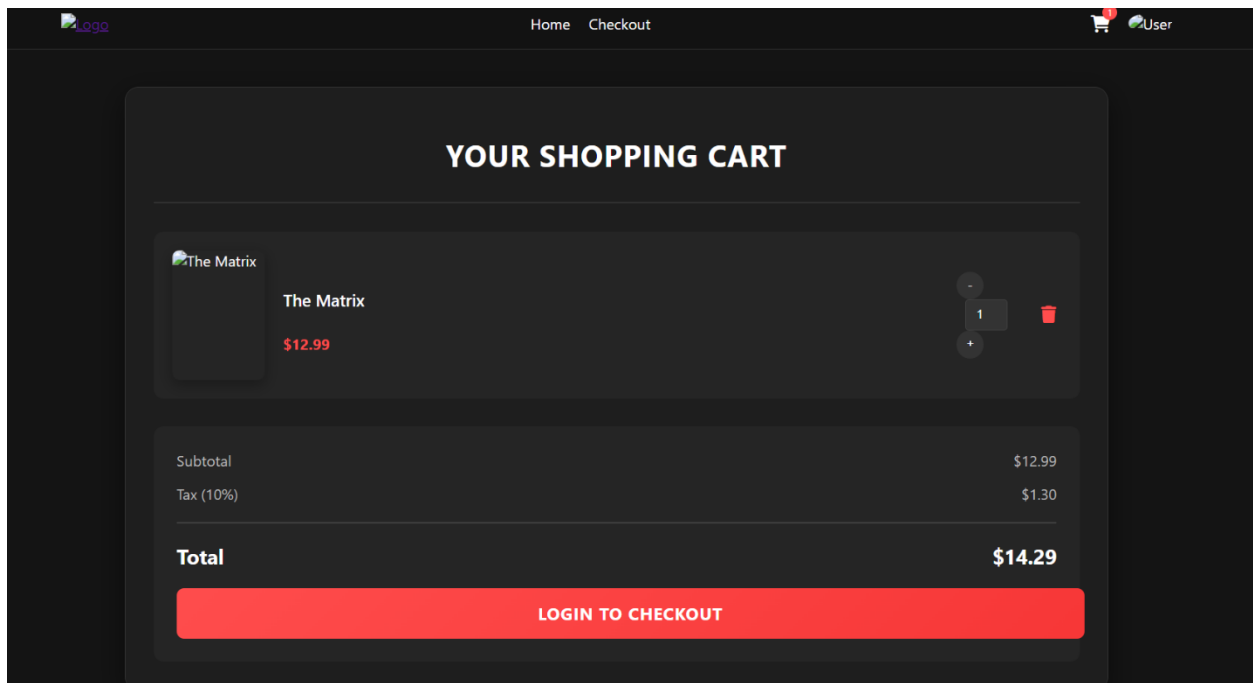 Logo
Home Checkout
1
User
YOUR SHOPPING CART
The Matrix
The Matrix
$12.99
-
1
+
Subtotal $12.99
Tax (10%) $1.30
Total $14.29
LOGIN TO CHECKOUT